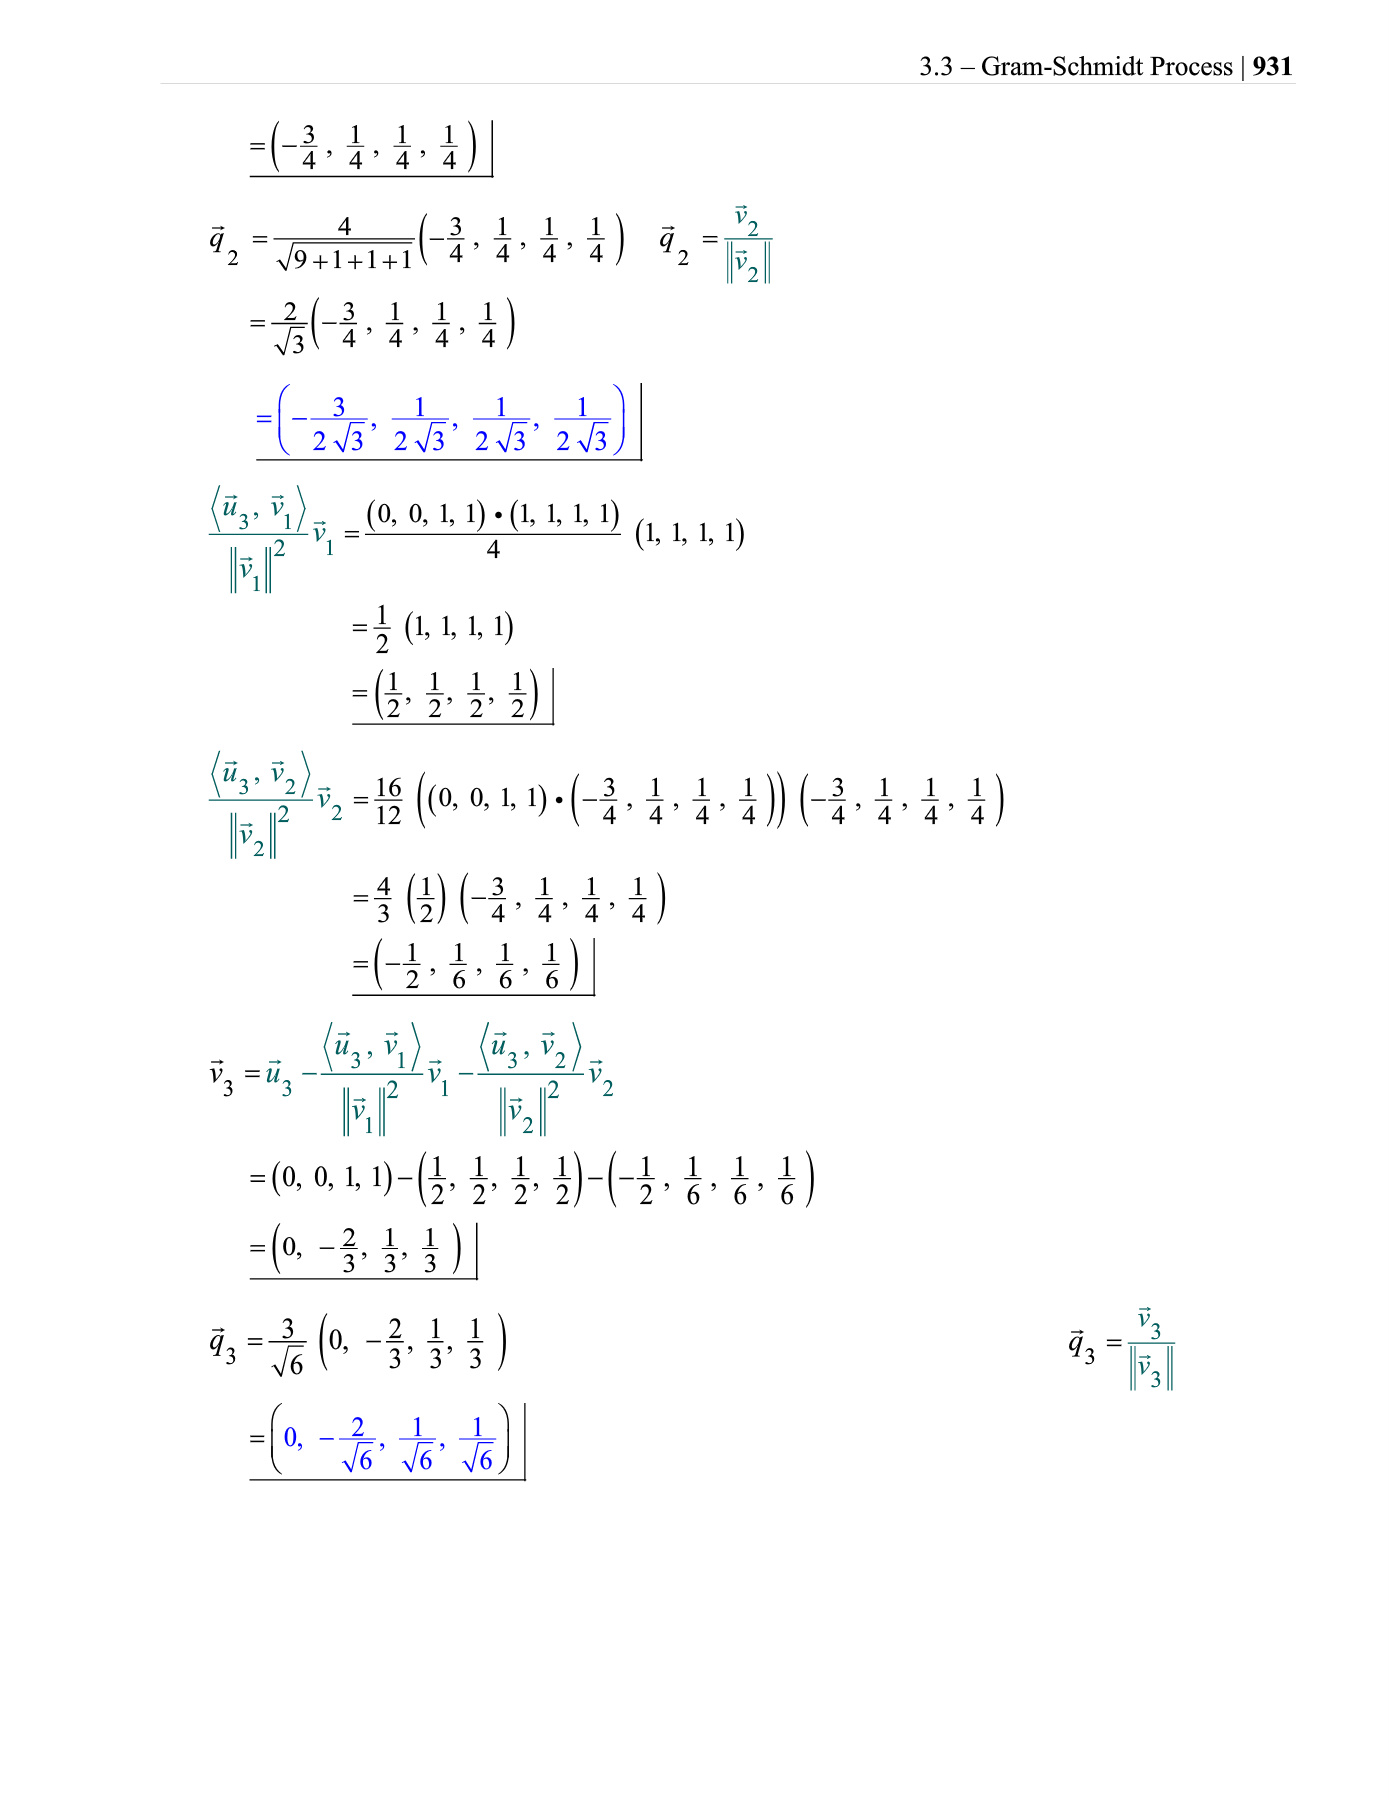 3.3 – Gram-Schmidt Process | 931
= (−3/4, 1/4, 1/4, 1/4)
q⃗₂ = 4/√(9+1+1+1) (−3/4, 1/4, 1/4, 1/4)   q⃗₂ = v⃗₂/‖v⃗₂‖
= 2/√3 (−3/4, 1/4, 1/4, 1/4)
= (−3/(2√3), 1/(2√3), 1/(2√3), 1/(2√3))
⟨u⃗₃, v⃗₁⟩/‖v⃗₁‖² v⃗₁ = (0, 0, 1, 1)•(1, 1, 1, 1)/4 (1, 1, 1, 1)
= 1/2 (1, 1, 1, 1)
= (1/2, 1/2, 1/2, 1/2)
⟨u⃗₃, v⃗₂⟩/‖v⃗₂‖² v⃗₂ = 16/12 ((0, 0, 1, 1)•(−3/4, 1/4, 1/4, 1/4)) (−3/4, 1/4, 1/4, 1/4)
= 4/3 (1/2) (−3/4, 1/4, 1/4, 1/4)
= (−1/2, 1/6, 1/6, 1/6)
v⃗₃ = u⃗₃ − ⟨u⃗₃, v⃗₁⟩/‖v⃗₁‖² v⃗₁ − ⟨u⃗₃, v⃗₂⟩/‖v⃗₂‖² v⃗₂
= (0, 0, 1, 1) − (1/2, 1/2, 1/2, 1/2) − (−1/2, 1/6, 1/6, 1/6)
= (0, −2/3, 1/3, 1/3)
q⃗₃ = 3/√6 (0, −2/3, 1/3, 1/3)   q⃗₃ = v⃗₃/‖v⃗₃‖
= (0, −2/√6, 1/√6, 1/√6)